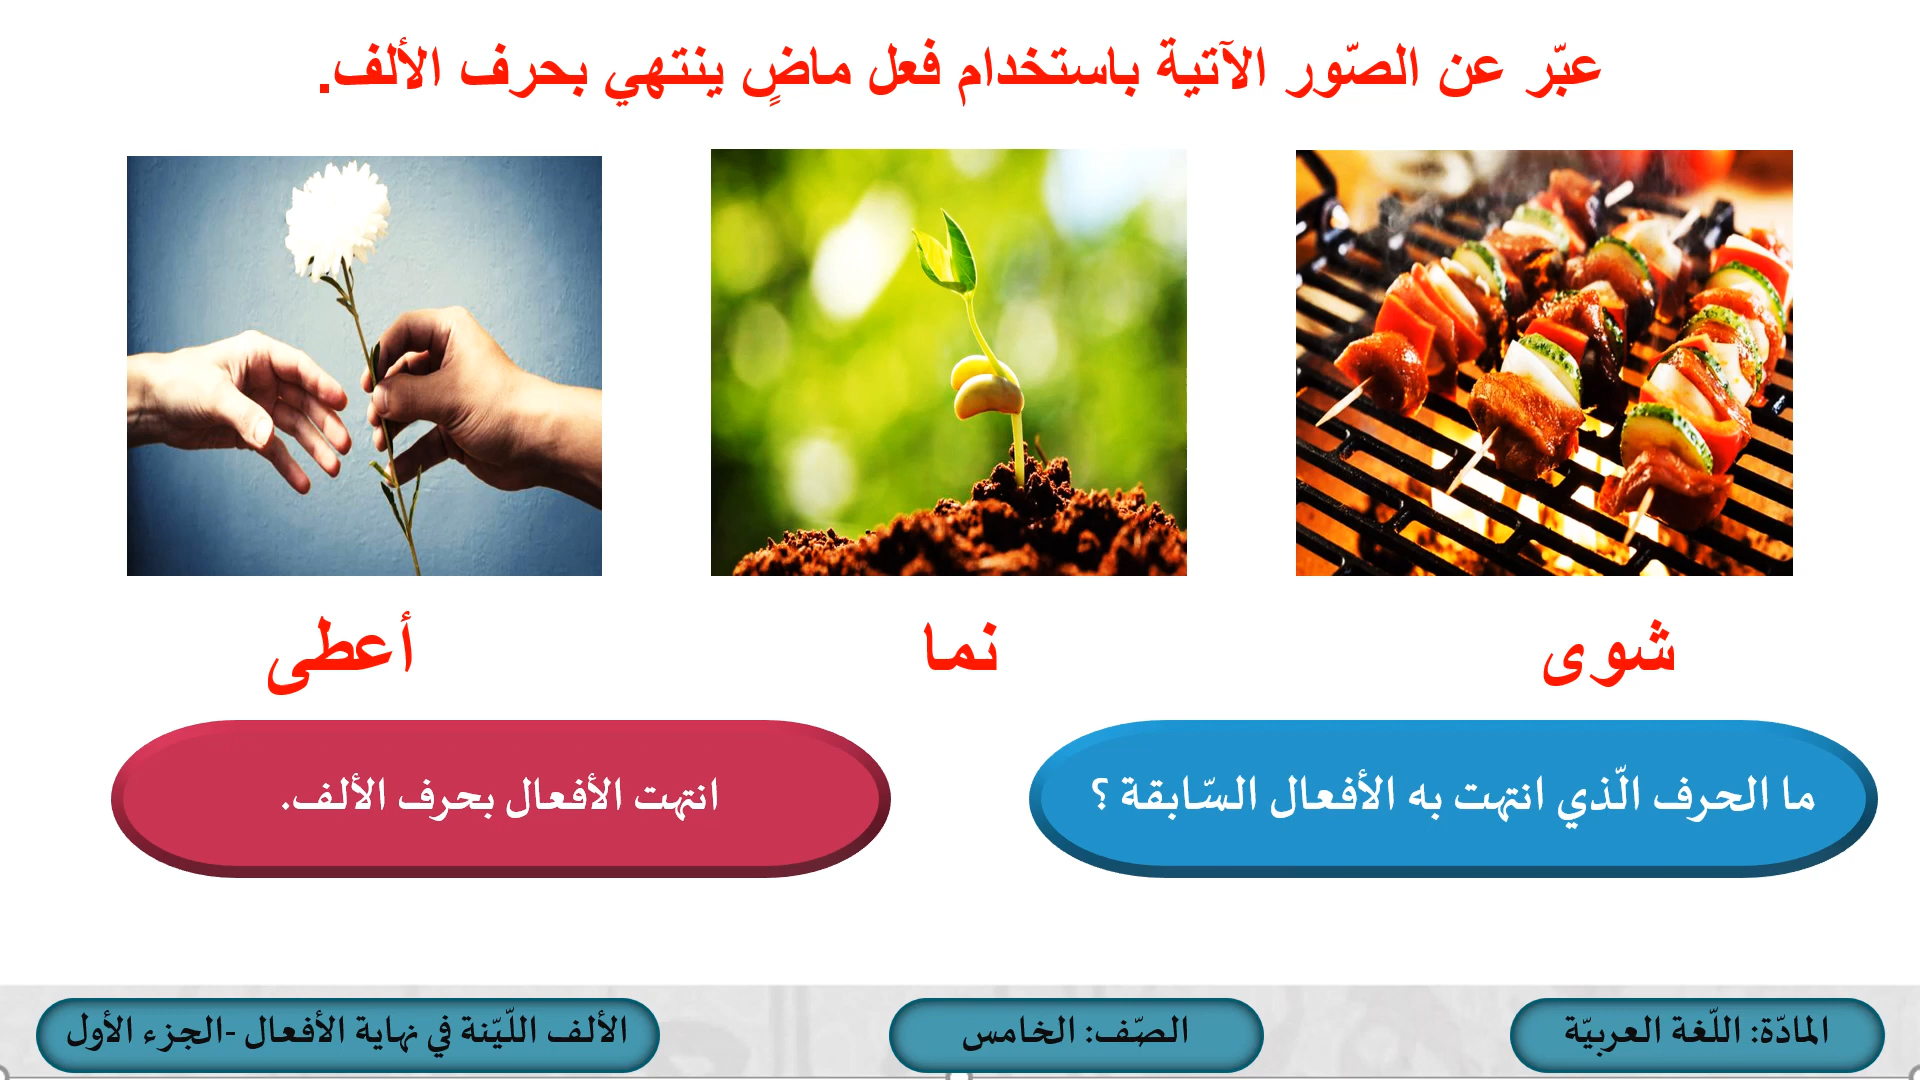 عبّر عن الصّور الآتية باستخدام فعل ماضٍ ينتهي بحرف الألف.
شوى
نما
أعطى
ما الحرف الّذي انتهت به الأفعال السّابقة ؟
انتهت الأفعال بحرف الألف.
المادّة: اللّغة العربيّة
الصّف: الخامس
الألف اللّيّنة في نهاية الأفعال -الجزء الأول